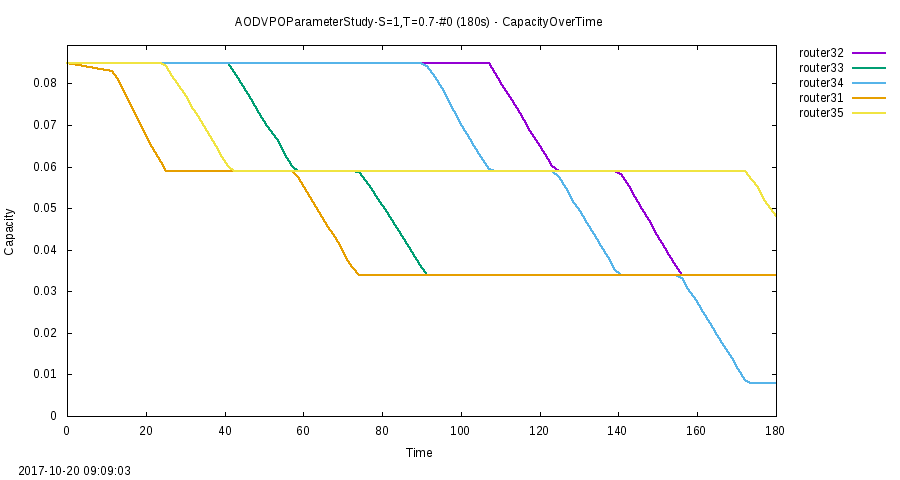 AODVPOParameterStudy-S=1,T=0.7-#0 (180s) - CapacityOverTime
router32
router33
router34
router31
router35
0.08
0.07
0.06
0.05
0.04
0.03
0.02
0.01
0
Capacity
0 20 40 60 80 100 120 140 160 180
Time
2017-10-20 09:09:03